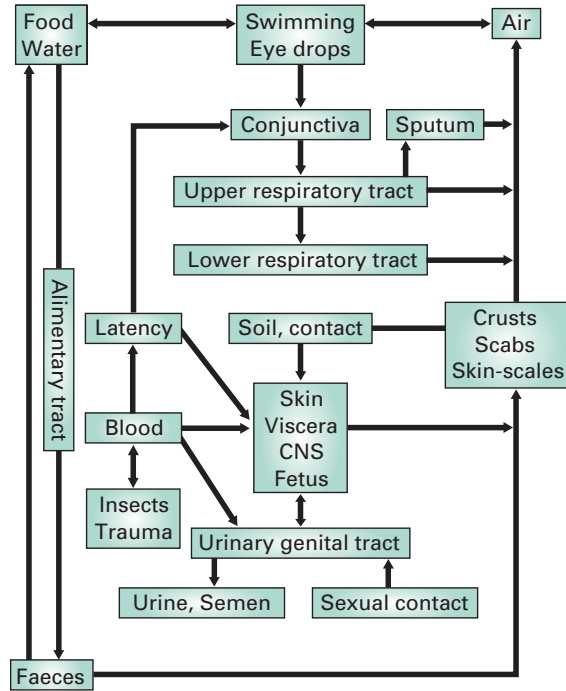 Food
Water
Swimming
Eye drops
Air
Conjunctiva
Sputum
Upper respiratory tract
Lower respiratory tract
Alimentary tract
Latency
Soil, contact
Crusts
Scabs
Skin-scales
Blood
Skin
Viscera
CNS
Fetus
Insects
Trauma
Urinary genital tract
Urine, Semen
Sexual contact
Faeces